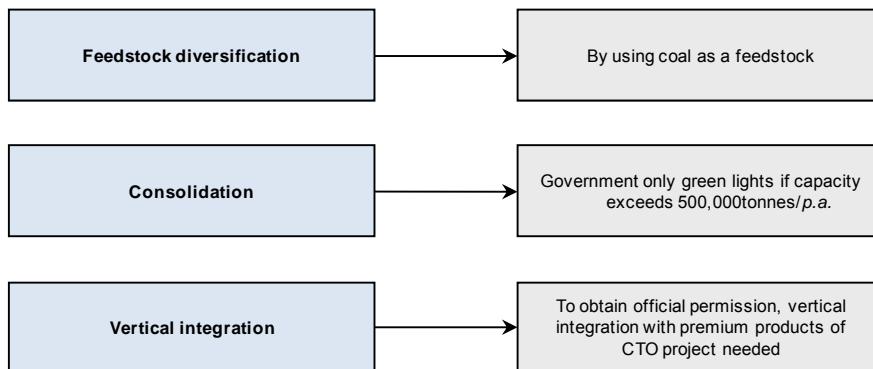 Feedstock diversification
By using coal as a feedstock
Consolidation
Government only green lights if capacity
exceeds 500,000tonnes/p.a.
Vertical integration
To obtain official permission, vertical
integration with premium products of
CTO project needed